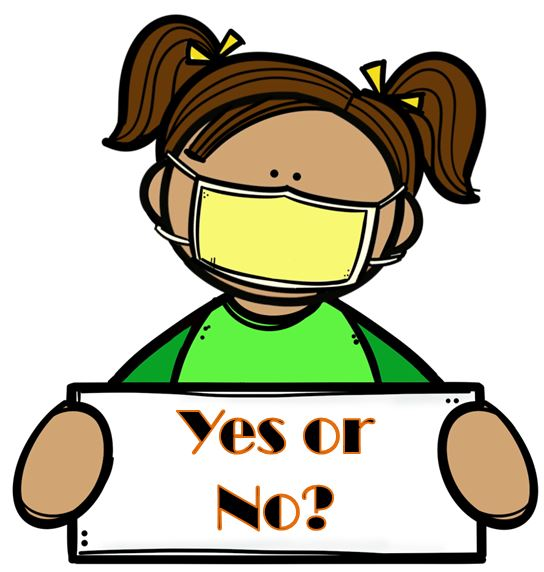 Yes or
No?